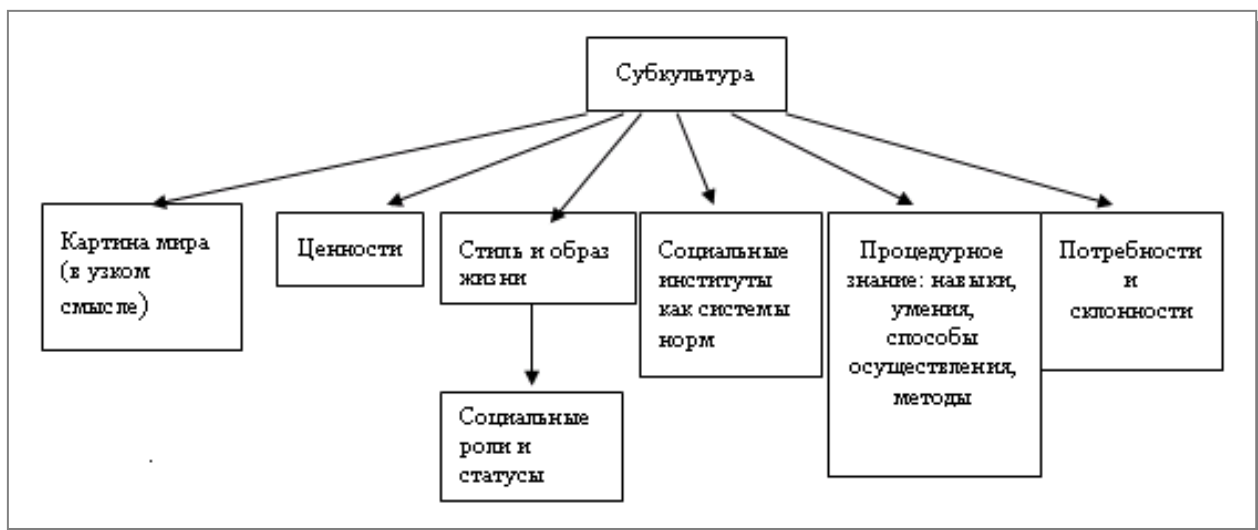 Субкультура
Картина мира
(в узком
смысле)
Ценности
Стиль и образ
жизни
Социальные
институты
как системы
норм
Процедурное
знание: навыки,
умения,
способы
осуществления,
методы
Потребности
и
склонности
Социальные
роли и
статусы